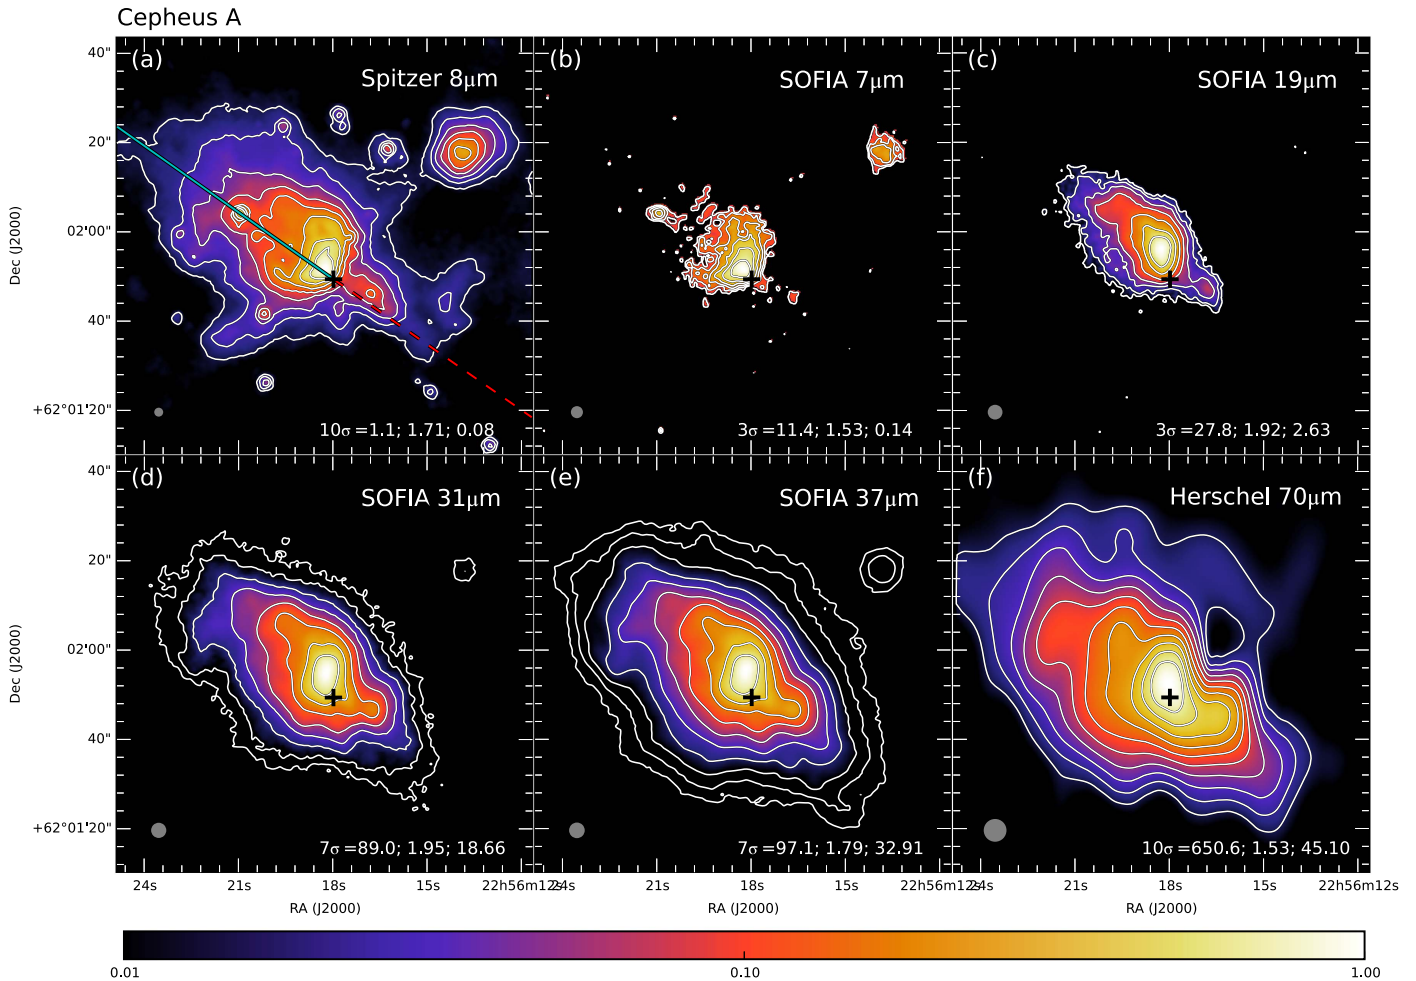 Cepheus A
(a)
Spitzer 8μm
(b)
SOFIA 7μm
(c)
SOFIA 19μm
40"
20"
02'00"
40"
+62°01'20"
Dec (J2000)
10σ=1.1; 1.71; 0.08
3σ=11.4; 1.53; 0.14
3σ=27.8; 1.92; 2.63
(d)
SOFIA 31μm
(e)
SOFIA 37μm
(f)
Herschel 70μm
40"
20"
02'00"
40"
+62°01'20"
Dec (J2000)
7σ=89.0; 1.95; 18.66
7σ=97.1; 1.79; 32.91
10σ=650.6; 1.53; 45.10
24s 21s 18s 15s 22h56m12s
24s 21s 18s 15s 22h56m12s
24s 21s 18s 15s 22h56m12s
RA (J2000)
RA (J2000)
RA (J2000)
0.01 0.10 1.00